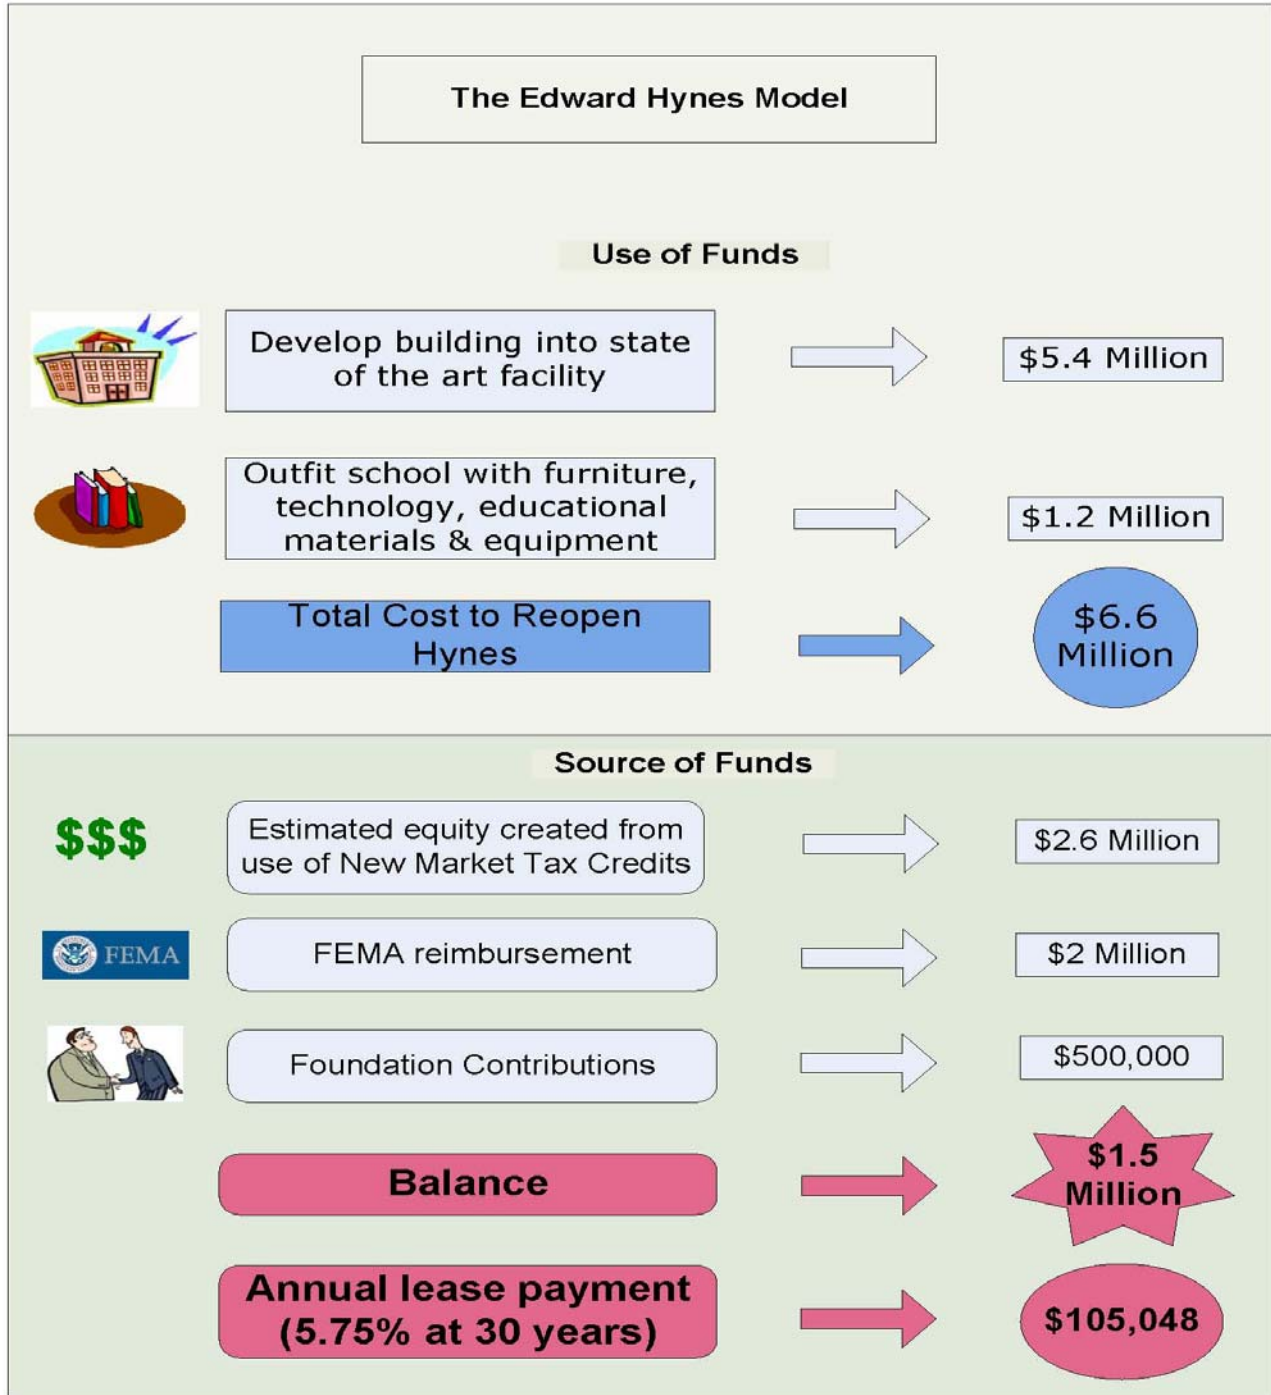 The Edward Hynes Model
Use of Funds
Develop building into state
of the art facility
$5.4 Million
Outfit school with furniture,
technology, educational
materials & equipment
$1.2 Million
Total Cost to Reopen
Hynes
$6.6
Million
Source of Funds
$$$
Estimated equity created from
use of New Market Tax Credits
$2.6 Million
FEMA
FEMA reimbursement
$2 Million
Foundation Contributions
$500,000
Balance
$1.5
Million
Annual lease payment
(5.75% at 30 years)
$105,048